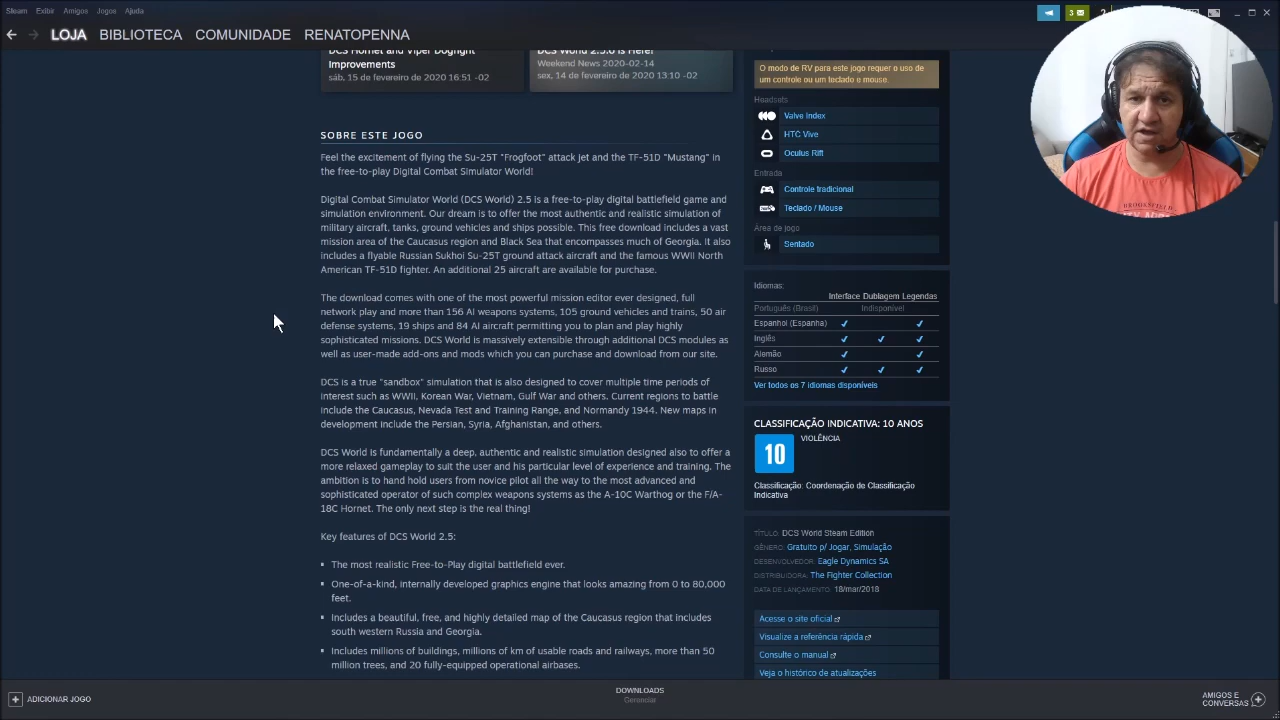 Steam Exibir Amigos Jogos Ajuda
3
LOJA BIBLIOTECA COMUNIDADE RENATOPENNA
DCS Hornet and Viper Dogfight
Improvements
sáb, 15 de fevereiro de 2020 16:51 -02
DCS World 2.5.6 is Here!
Weekend News 2020-02-14
sex, 14 de fevereiro de 2020 13:10 -02
SOBRE ESTE JOGO
Feel the excitement of flying the Su-25T "Frogfoot" attack jet and the TF-51D "Mustang" in
the free-to-play Digital Combat Simulator World!
Digital Combat Simulator World (DCS World) 2.5 is a free-to-play digital battlefield game and
simulation environment. Our dream is to offer the most authentic and realistic simulation of
military aircraft, tanks, ground vehicles and ships possible. This free download includes a vast
mission area of the Caucasus region and Black Sea that encompasses much of Georgia. It also
includes a flyable Russian Sukhoi Su-25T ground attack aircraft and the famous WWII North
American TF-51D fighter. An additional 25 aircraft are available for purchase.
The download comes with one of the most powerful mission editor ever designed, full
network play and more than 156 AI weapons systems, 105 ground vehicles and trains, 50 air
defense systems, 19 ships and 84 AI aircraft permitting you to plan and play highly
sophisticated missions. DCS World is massively extensible through additional DCS modules as
well as user-made add-ons and mods which you can purchase and download from our site.
DCS is a true "sandbox" simulation that is also designed to cover multiple time periods of
interest such as WWII, Korean War, Vietnam, Gulf War and others. Current regions to battle
include the Caucasus, Nevada Test and Training Range, and Normandy 1944. New maps in
development include the Persian, Syria, Afghanistan, and others.
DCS World is fundamentally a deep, authentic and realistic simulation designed also to offer a
more relaxed gameplay to suit the user and his particular level of experience and training. The
ambition is to hand hold users from novice pilot all the way to the most advanced and
sophisticated operator of such complex weapons systems as the A-10C Warthog or the F/A-
18C Hornet. The only next step is the real thing!
Key features of DCS World 2.5:
The most realistic Free-to-Play digital battlefield ever.
One-of-a-kind, internally developed graphics engine that looks amazing from 0 to 80,000
feet.
Includes a beautiful, free, and highly detailed map of the Caucasus region that includes
south western Russia and Georgia.
Includes millions of buildings, millions of km of usable roads and railways, more than 50
million trees, and 20 fully-equipped operational airbases.
O modo de RV para este jogo requer o uso de
um controle ou um teclado e mouse.
Headsets
Valve Index
HTC Vive
Oculus Rift
Entrada
Controle tradicional
Teclado / Mouse
Área de jogo
Sentado
Idiomas:
Interface Dublagem Legendas
Português (Brasil) Indisponível
Espanhol (Espanha) ✔ ✔
Inglês ✔ ✔ ✔
Alemão ✔ ✔
Russo ✔ ✔ ✔
Ver todos os 7 idiomas disponíveis
CLASSIFICAÇÃO INDICATIVA: 10 ANOS
10
VIOLÊNCIA
Classificação: Coordenação de Classificação
Indicativa
TÍTULO: DCS World Steam Edition
GÊNERO: Gratuito p/ Jogar, Simulação
DESENVOLVEDOR: Eagle Dynamics SA
DISTRIBUIDORA: The Fighter Collection
DATA DE LANÇAMENTO: 18/mar/2018
Acesse o site oficial
Visualize a referência rápida
Consulte o manual
Veja o histórico de atualizações
ADICIONAR JOGO
DOWNLOADS
Gerenciar
AMIGOS E
CONVERSAS